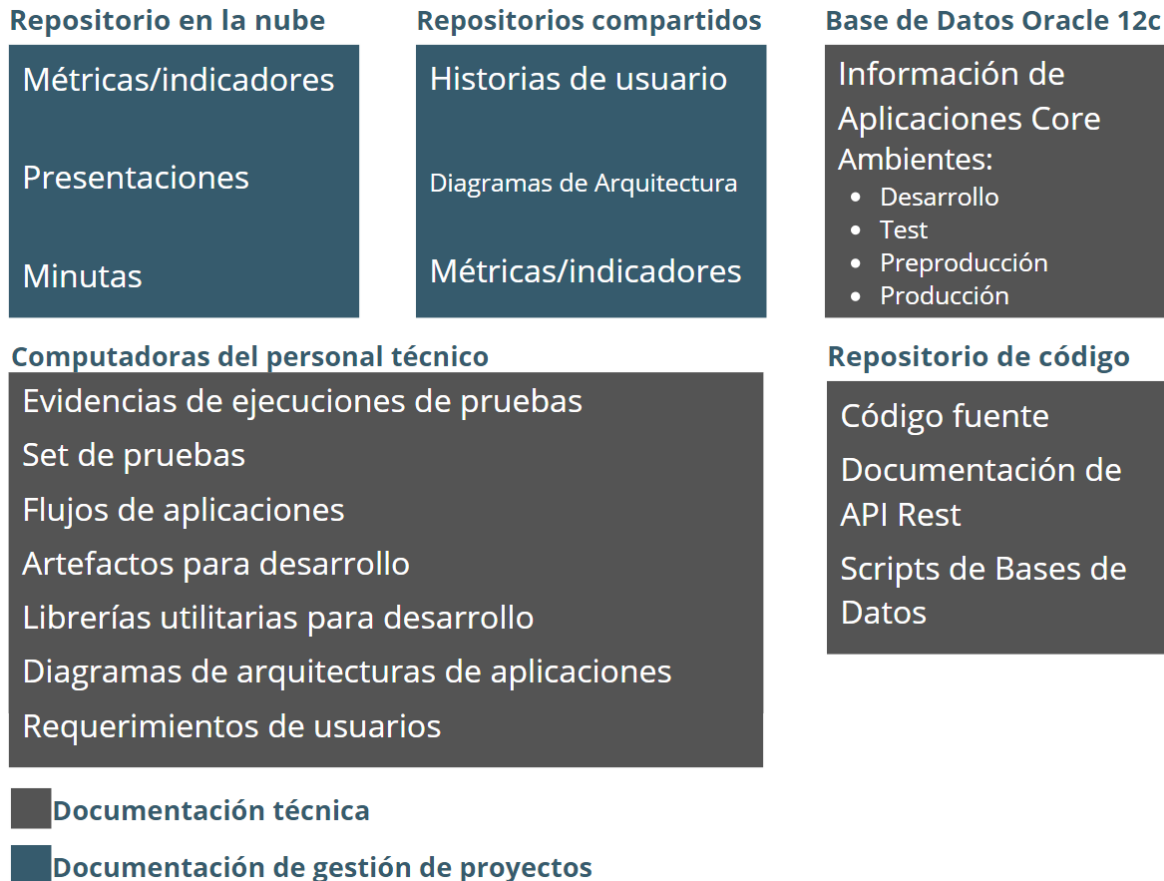 Repositorio en la nube
Métricas/indicadores
Presentaciones
Minutas
Repositorios compartidos
Historias de usuario
Diagramas de Arquitectura
Métricas/indicadores
Base de Datos Oracle 12c
Información de
Aplicaciones Core
Ambientes:
• Desarrollo
• Test
• Preproducción
• Producción
Computadoras del personal técnico
Evidencias de ejecuciones de pruebas
Set de pruebas
Flujos de aplicaciones
Artefactos para desarrollo
Librerías utilitarias para desarrollo
Diagramas de arquitecturas de aplicaciones
Requerimientos de usuarios
Repositorio de código
Código fuente
Documentación de
API Rest
Scripts de Bases de
Datos
Documentación técnica
Documentación de gestión de proyectos